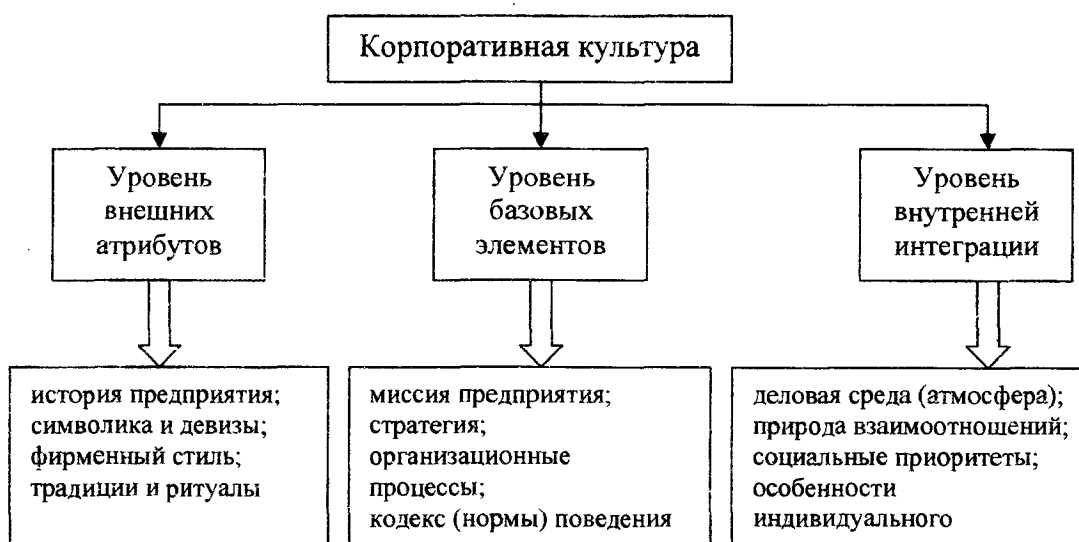 Корпоративная культура
Уровень
внешних
атрибутов
Уровень
базовых
элементов
Уровень
внутренней
интеграции
история предприятия;
символика и девизы;
фирменный стиль;
традиции и ритуалы
миссия предприятия;
стратегия;
организационные
процессы;
кодекс (нормы) поведения
деловая среда (атмосфера);
природа взаимоотношений;
социальные приоритеты;
особенности
индивидуального